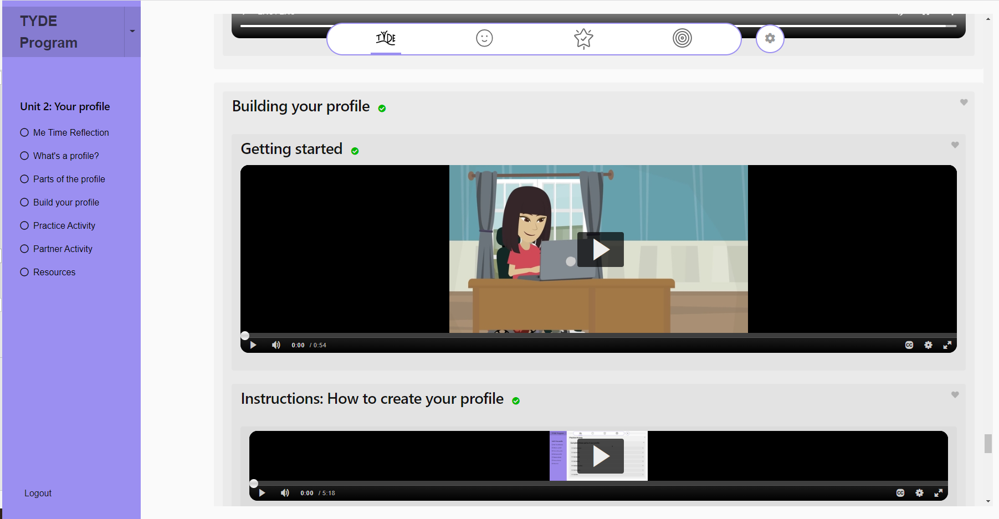 TYDE
Program
TYDE
Unit 2: Your profile
Me Time Reflection
What's a profile?
Parts of the profile
Build your profile
Practice Activity
Partner Activity
Resources
Logout
Building your profile
Getting started
0:00 / 0:54
CC
Instructions: How to create your profile
0:00 / 5:18
CC